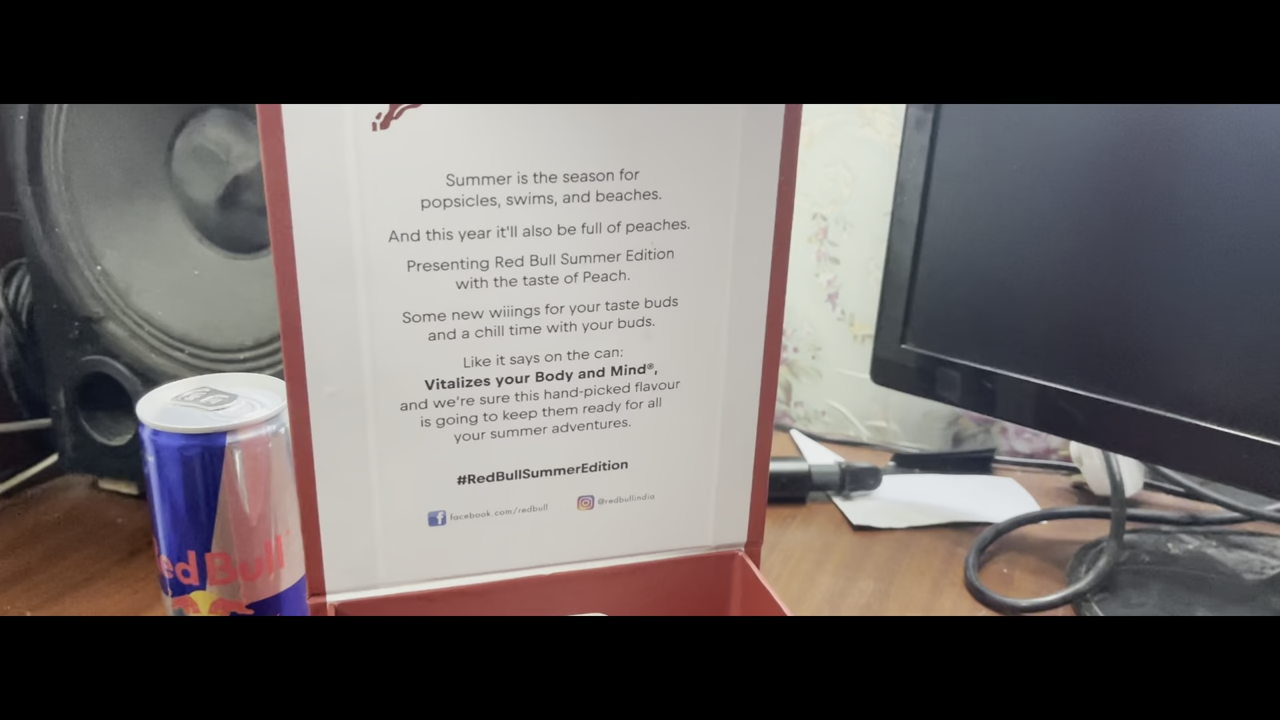 Summer is the season for
popsicles, swims, and beaches.
And this year it'll also be full of peaches.
Presenting Red Bull Summer Edition
with the taste of Peach.
Some new wiiings for your taste buds
and a chill time with your buds.
Like it says on the can:
Vitalizes your Body and Mind®,
and we're sure this hand-picked flavour
is going to keep them ready for all
your summer adventures.
#RedBullSummerEdition
facebook.com/redbull @redbullindia
ed Bull